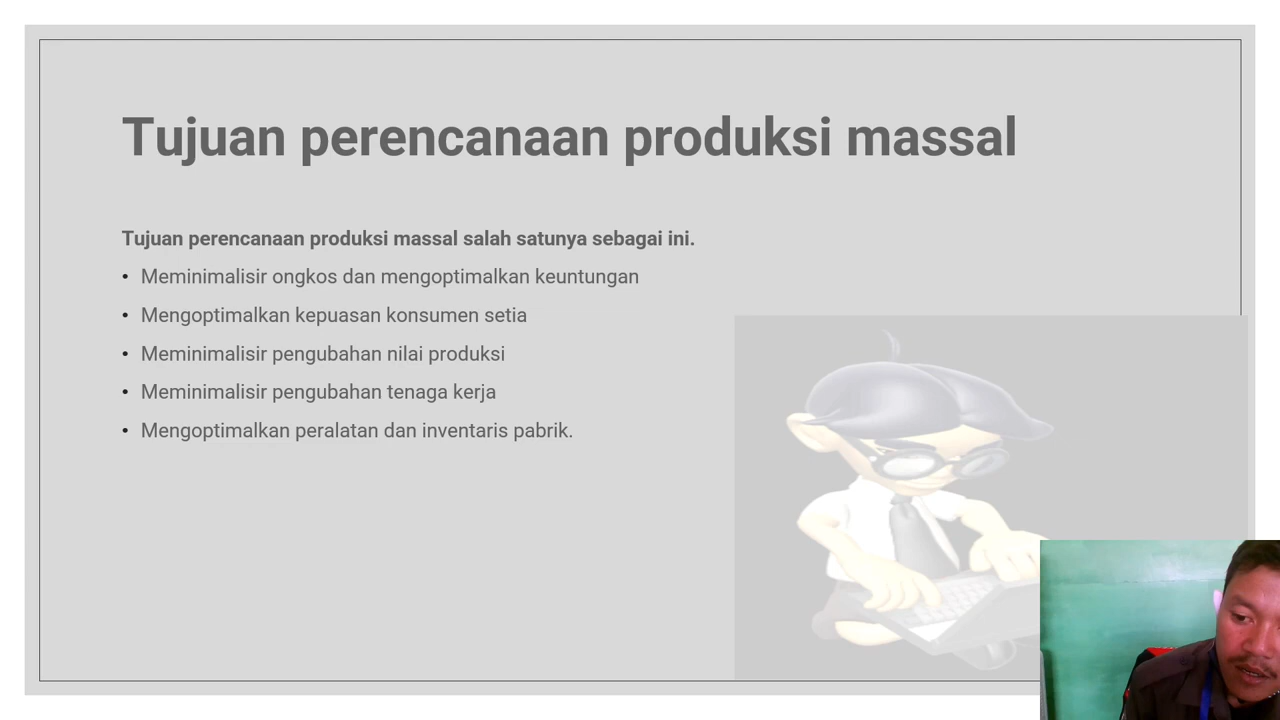 Tujuan perencanaan produksi massal
Tujuan perencanaan produksi massal salah satunya sebagai ini.
• Meminimalisir ongkos dan mengoptimalkan keuntungan
• Mengoptimalkan kepuasan konsumen setia
• Meminimalisir pengubahan nilai produksi
• Meminimalisir pengubahan tenaga kerja
• Mengoptimalkan peralatan dan inventaris pabrik.